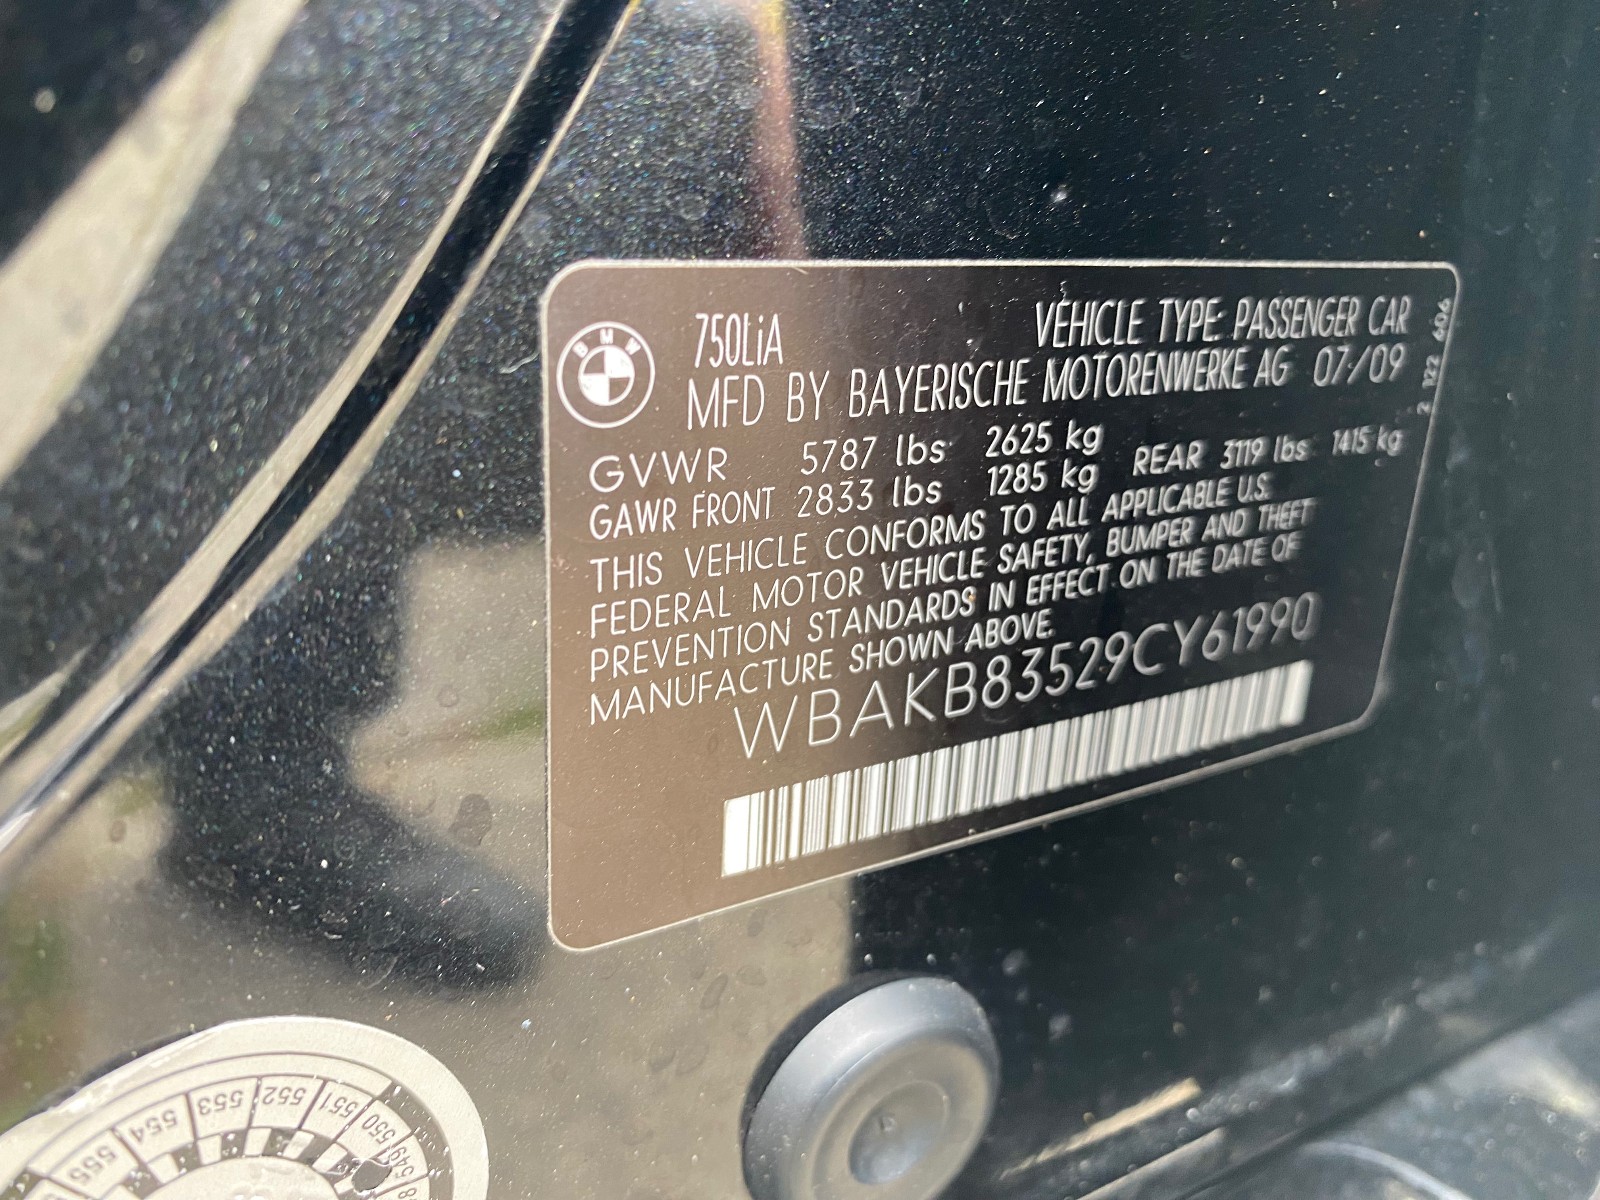 BMW
750LiA VEHICLE TYPE: PASSENGER CAR
MFD BY BAYERISCHE MOTORENWERKE AG 07/09
GVWR 5787 lbs 2625 kg
GAWR FRONT 2833 lbs 1285 kg REAR 3119 lbs 1415 kg
THIS VEHICLE CONFORMS TO ALL APPLICABLE U.S.
FEDERAL MOTOR VEHICLE SAFETY, BUMPER AND THEFT
PREVENTION STANDARDS IN EFFECT ON THE DATE OF
MANUFACTURE SHOWN ABOVE.
WBAKB83529CY61990
555 554 553 552 551 550 549